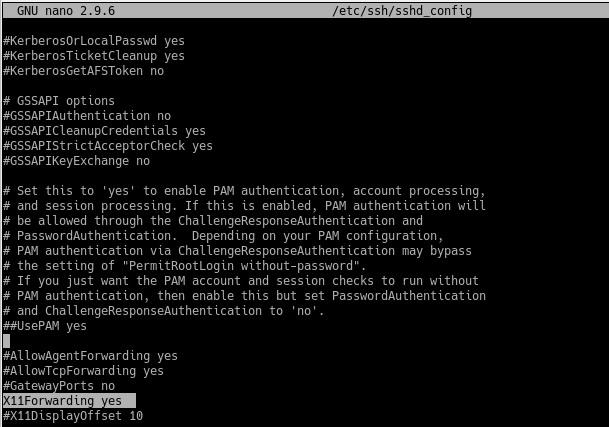 GNU nano 2.9.6 /etc/ssh/sshd_config
#KerberosOrLocalPasswd yes
#KerberosTicketCleanup yes
#KerberosGetAFSToken no
# GSSAPI options
#GSSAPIAuthentication no
#GSSAPICleanupCredentials yes
#GSSAPIStrictAcceptorCheck yes
#GSSAPIKeyExchange no
# Set this to 'yes' to enable PAM authentication, account processing,
# and session processing. If this is enabled, PAM authentication will
# be allowed through the ChallengeResponseAuthentication and
# PasswordAuthentication.  Depending on your PAM configuration,
# PAM authentication via ChallengeResponseAuthentication may bypass
# the setting of "PermitRootLogin without-password".
# If you just want the PAM account and session checks to run without
# PAM authentication, then enable this but set PasswordAuthentication
# and ChallengeResponseAuthentication to 'no'.
##UsePAM yes
#AllowAgentForwarding yes
#AllowTcpForwarding yes
#GatewayPorts no
X11Forwarding yes
#X11DisplayOffset 10